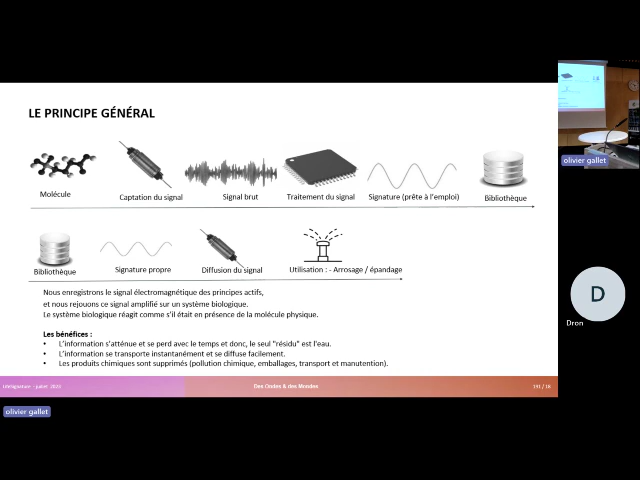 LE PRINCIPE GÉNÉRAL
Molécule
Captation du signal
Signal brut
Traitement du signal
Signature (prête à l'emploi)
Bibliothèque
Bibliothèque
Signature propre
Diffusion du signal
Utilisation : - Arrosage / épandage
Nous enregistrons le signal électromagnétique des principes actifs,
et nous rejouons ce signal amplifié sur un système biologique.
Le système biologique réagit comme s'il était en présence de la molécule physique.
Les bénéfices :
• L'information s'atténue et se perd avec le temps et donc, le seul "résidu" est l'eau.
• L'information se transporte instantanément et se diffuse facilement.
• Les produits chimiques sont supprimés (pollution chimique, emballages, transport et manutention).
juillet 2023
Des Ondes & des Mondes
/ 18
olivier gallet
D
Dron
olivier gallet